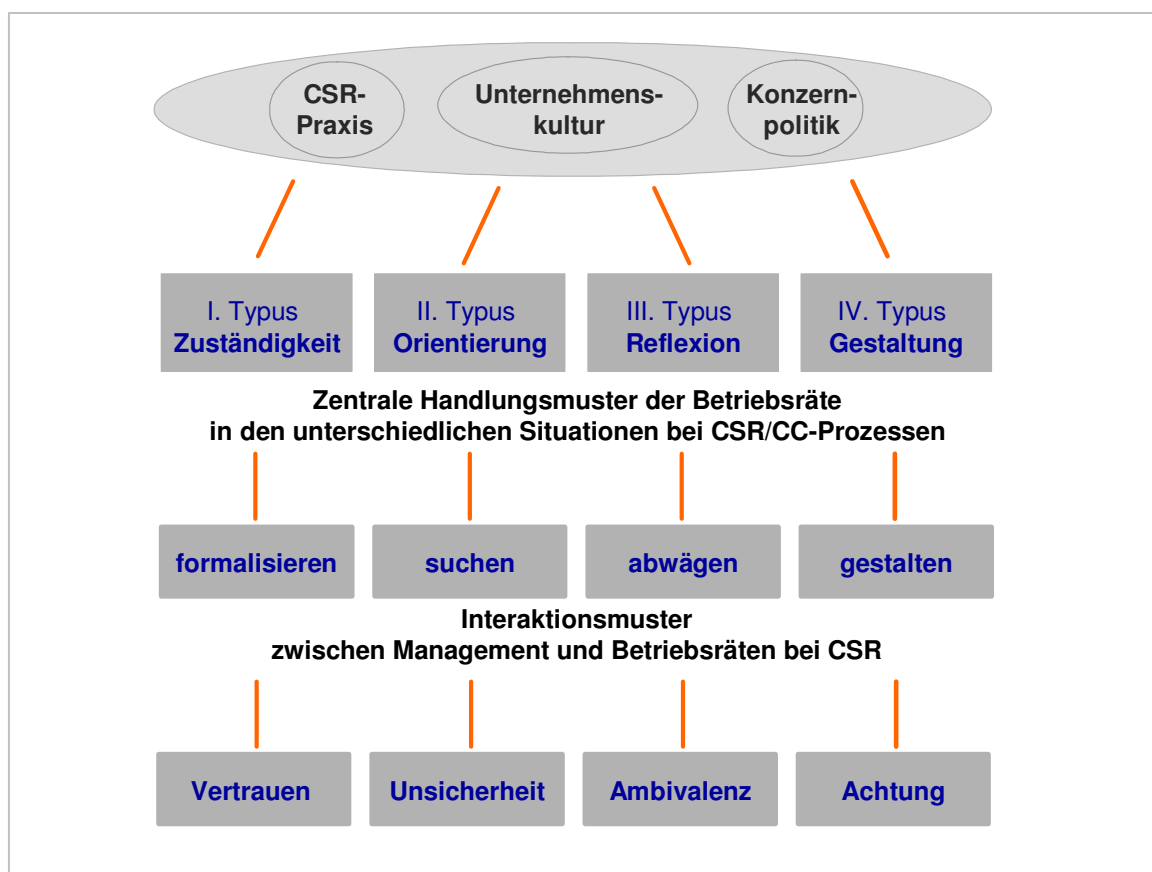 CSR-
Praxis
Unternehmens-
kultur
Konzern-
politik
I. Typus
Zuständigkeit
II. Typus
Orientierung
III. Typus
Reflexion
IV. Typus
Gestaltung
Zentrale Handlungsmuster der Betriebsräte
in den unterschiedlichen Situationen bei CSR/CC-Prozessen
formalisieren
suchen
abwägen
gestalten
Interaktionsmuster
zwischen Management und Betriebsräten bei CSR
Vertrauen
Unsicherheit
Ambivalenz
Achtung